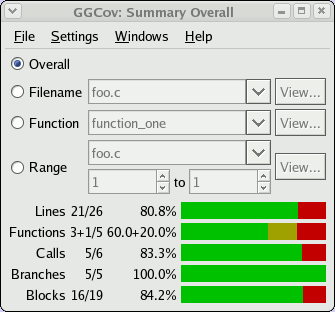 GGCov: Summary Overall
File Settings Windows Help
Overall
Filename foo.c View...
Function function_one View...
foo.c
Range View...
1 to 1
Lines 21/26 80.8%
Functions 3+1/5 60.0+20.0%
Calls 5/6 83.3%
Branches 5/5 100.0%
Blocks 16/19 84.2%